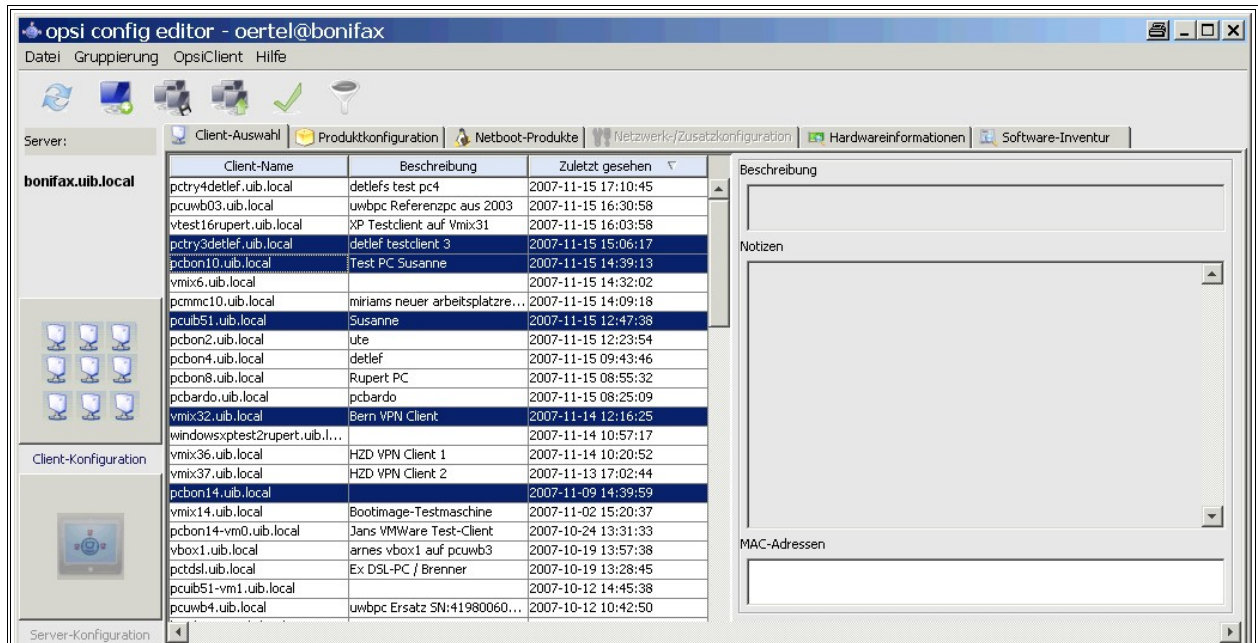 opsi config editor - oertel@bonifax
Datei Gruppierung OpsiClient Hilfe
Server:
bonifax.uib.local
Client-Konfiguration
Server-Konfiguration
Client-Auswahl Produktkonfiguration Netboot-Produkte Netzwerk-/Zusatzkonfiguration Hardwareinformationen Software-Inventur
Client-Name Beschreibung Zuletzt gesehen
pctry4detlef.uib.local detlefs test pc4 2007-11-15 17:10:45
pcuwb03.uib.local uwbpc Referenzpc aus 2003 2007-11-15 16:30:58
vtest16rupert.uib.local XP Testclient auf Vmix31 2007-11-15 16:03:58
pctry3detlef.uib.local detlef testclient 3 2007-11-15 15:06:17
pcbon10.uib.local Test PC Susanne 2007-11-15 14:39:13
vmix6.uib.local 2007-11-15 14:32:02
pcmmc10.uib.local miriams neuer arbeitsplatzre... 2007-11-15 14:09:18
pcuib51.uib.local Susanne 2007-11-15 12:47:38
pcbon2.uib.local ute 2007-11-15 12:23:54
pcbon4.uib.local detlef 2007-11-15 09:43:46
pcbon8.uib.local Rupert PC 2007-11-15 08:55:32
pcbardo.uib.local pcbardo 2007-11-15 08:25:09
vmix32.uib.local Bern VPN Client 2007-11-14 12:16:25
windowsxptest2rupert.uib.l... 2007-11-14 10:57:17
vmix36.uib.local HZD VPN Client 1 2007-11-14 10:20:52
vmix37.uib.local HZD VPN Client 2 2007-11-13 17:02:44
pcbon14.uib.local 2007-11-09 14:39:59
vmix14.uib.local Bootimage-Testmaschine 2007-11-02 15:20:37
pcbon14-vm0.uib.local Jans VMWare Test-Client 2007-10-24 13:31:33
vbox1.uib.local arnes vbox1 auf pcuwb3 2007-10-19 13:57:38
pctdsl.uib.local Ex DSL-PC / Brenner 2007-10-19 13:28:45
pcuib51-vm1.uib.local 2007-10-12 14:45:38
pcuwb4.uib.local uwbpc Ersatz SN:41980060... 2007-10-12 10:42:50
Beschreibung
Notizen
MAC-Adressen